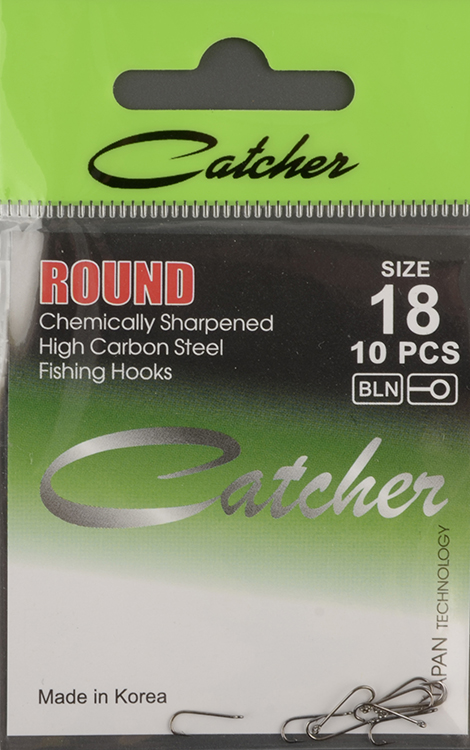 Catcher
ROUND
Chemically Sharpened
High Carbon Steel
Fishing Hooks
SIZE
18
10 PCS
BLN
Catcher
JAPAN TECHNOLOGY
Made in Korea